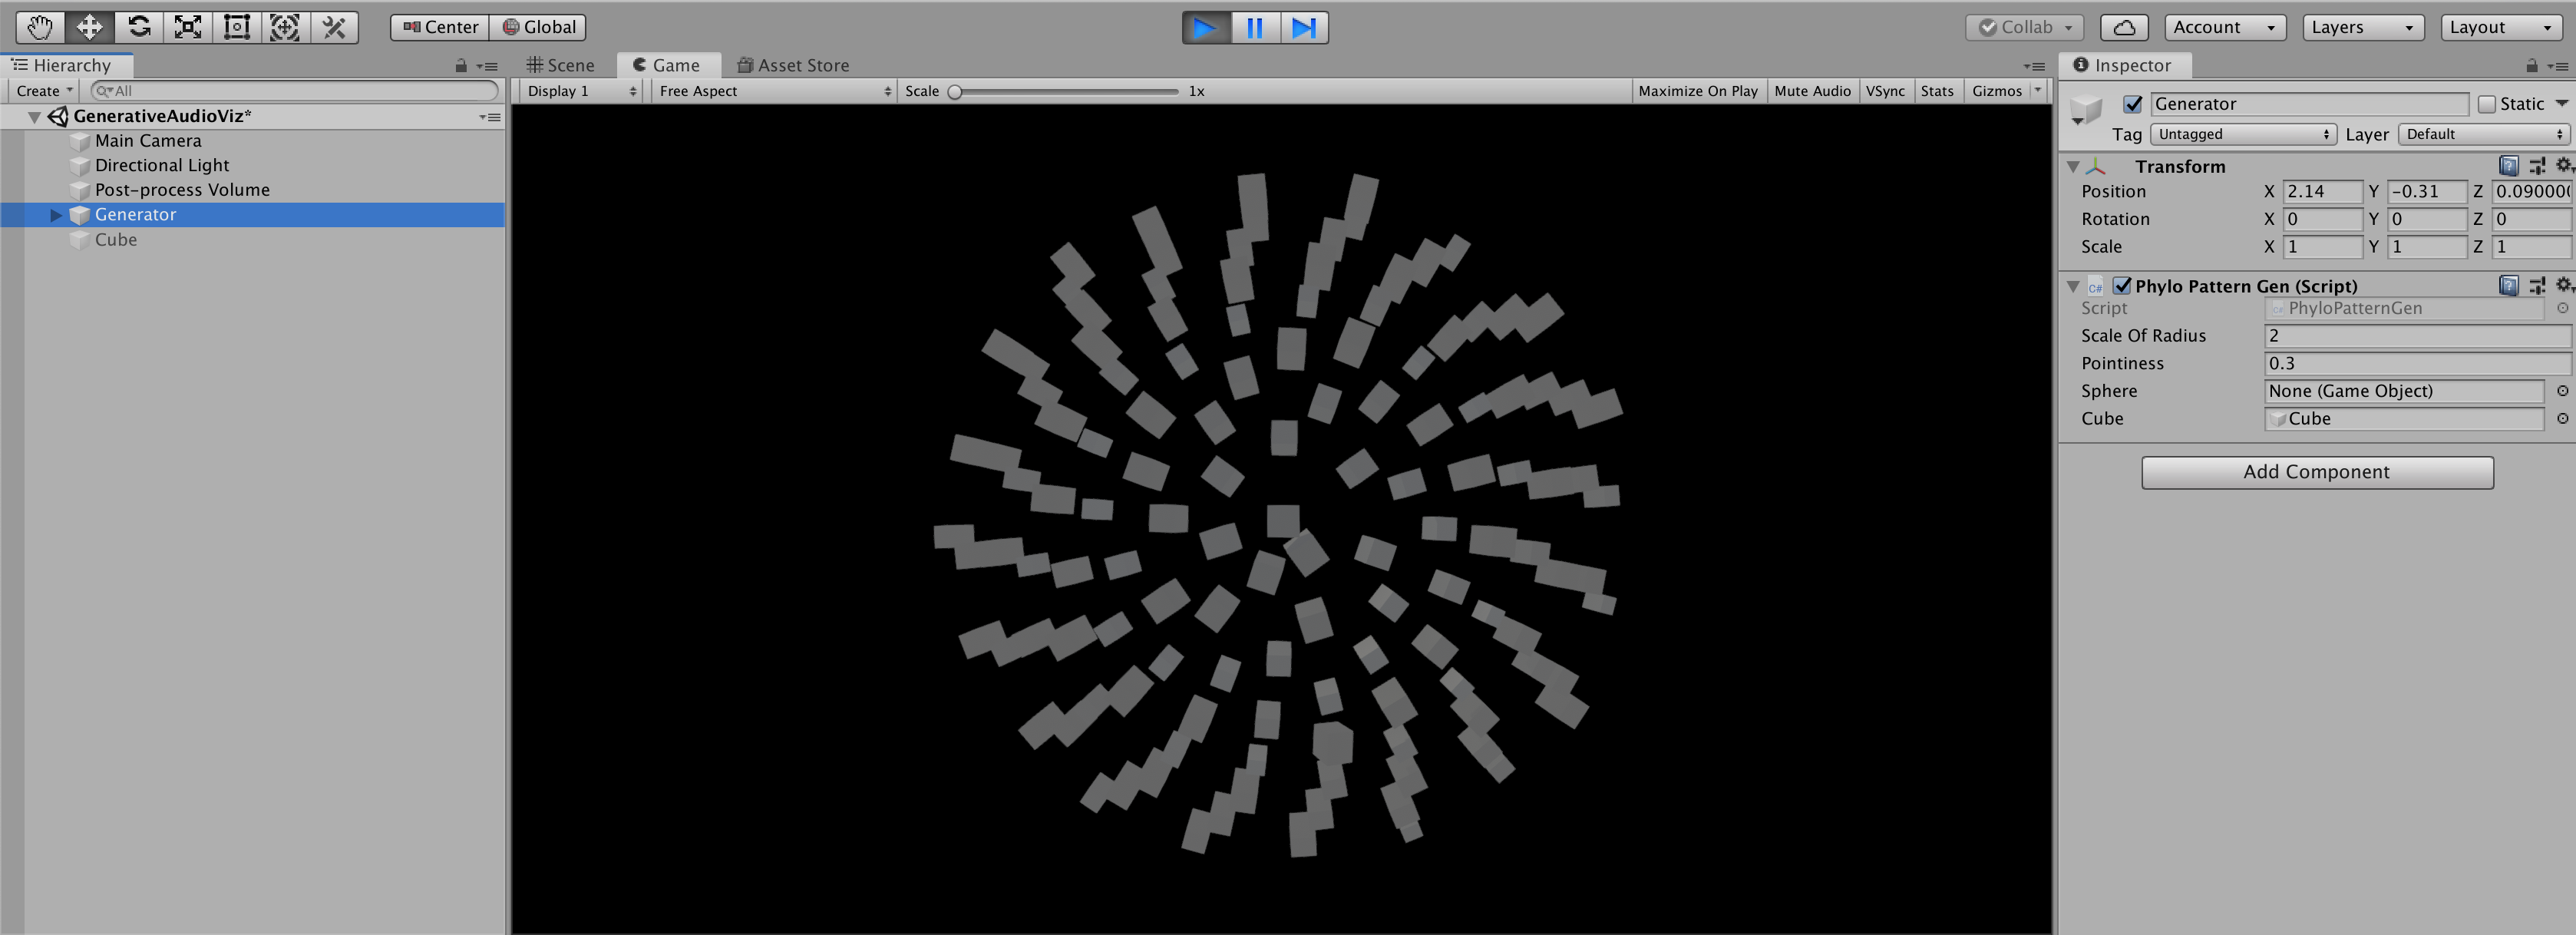 Center Global Collab Account Layers Layout
Hierarchy
Create All
GenerativeAudioViz*
Main Camera
Directional Light
Post-process Volume
Generator
Cube
Scene Game Asset Store
Display 1 Free Aspect Scale 1x Maximize On Play Mute Audio VSync Stats Gizmos
Inspector
Generator Static
Tag Untagged Layer Default
Transform
Position X 2.14 Y -0.31 Z 0.09000
Rotation X 0 Y 0 Z 0
Scale X 1 Y 1 Z 1
C# Phylo Pattern Gen (Script)
Script PhyloPatternGen
Scale Of Radius 2
Pointiness 0.3
Sphere None (Game Object)
Cube Cube
Add Component